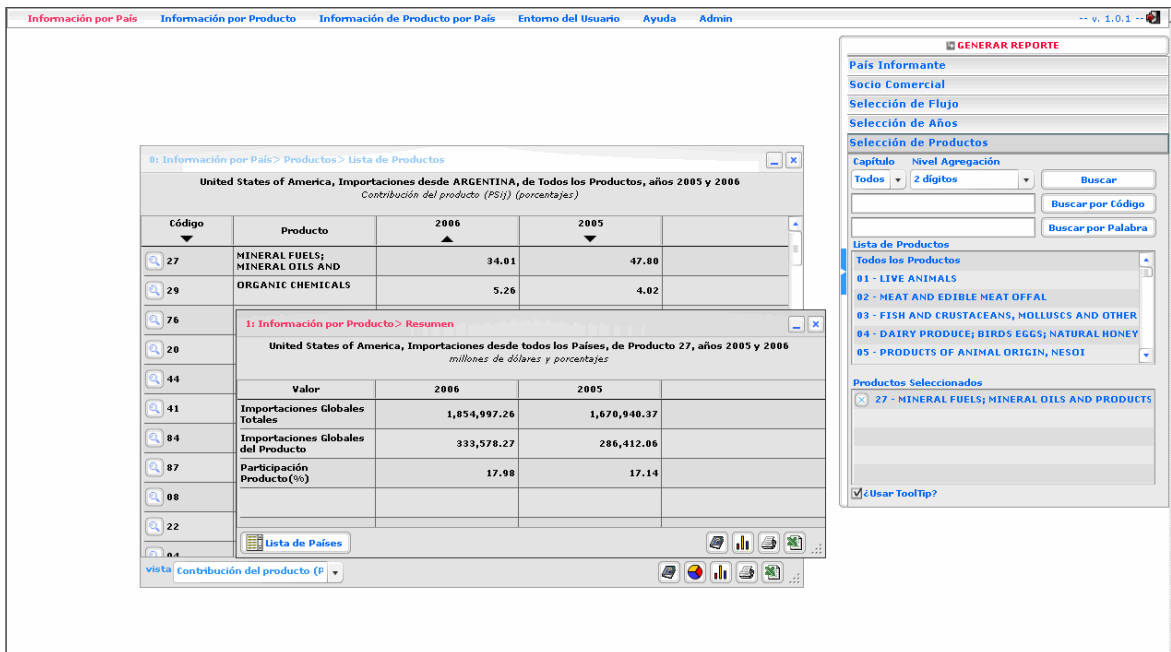 Información por País Información por Producto Información de Producto por País Entorno del Usuario Ayuda Admin -- v. 1.0.1 --
GENERAR REPORTE
País Informante
Socio Comercial
Selección de Flujo
Selección de Años
Selección de Productos
Capítulo Nivel Agregación
Todos 2 dígitos Buscar
Buscar por Código
Buscar por Palabra
Lista de Productos
Todos los Productos
01 - LIVE ANIMALS
02 - MEAT AND EDIBLE MEAT OFFAL
03 - FISH AND CRUSTACEANS, MOLLUSCS AND OTHER
04 - DAIRY PRODUCE; BIRDS EGGS; NATURAL HONEY
05 - PRODUCTS OF ANIMAL ORIGIN, NESOI
Productos Seleccionados
27 - MINERAL FUELS; MINERAL OILS AND PRODUCTS
¿Usar ToolTip?
0: Información por País> Productos> Lista de Productos
United States of America, Importaciones desde ARGENTINA, de Todos los Productos, años 2005 y 2006
Contribución del producto (PSij) (porcentajes)
Código Producto 2006 2005
27 MINERAL FUELS; MINERAL OILS AND 34.01 47.80
29 ORGANIC CHEMICALS 5.26 4.02
76
20
44
41
84
87
08
22
vista Contribución del producto (P
1: Información por Producto> Resumen
United States of America, Importaciones desde todos los Países, de Producto 27, años 2005 y 2006
millones de dólares y porcentajes
Valor 2006 2005
Importaciones Globales Totales 1,854,997.26 1,670,940.37
Importaciones Globales del Producto 333,578.27 286,412.06
Participación Producto(%) 17.98 17.14
Lista de Países